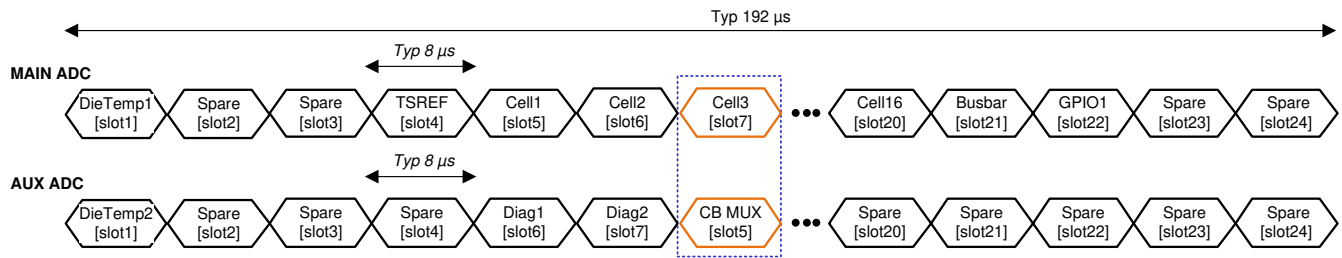 Typ 192 µs
Typ 8 µs
MAIN ADC
DieTemp1 Spare Spare TSREF Cell1 Cell2 Cell3 Cell16 Busbar GPIO1 Spare Spare
[slot1] [slot2] [slot3] [slot4] [slot5] [slot6] [slot7] [slot20] [slot21] [slot22] [slot23] [slot24]
Typ 8 µs
AUX ADC
DieTemp2 Spare Spare Spare Diag1 Diag2 CB MUX Spare Spare Spare Spare Spare
[slot1] [slot2] [slot3] [slot4] [slot6] [slot7] [slot5] [slot20] [slot21] [slot22] [slot23] [slot24]